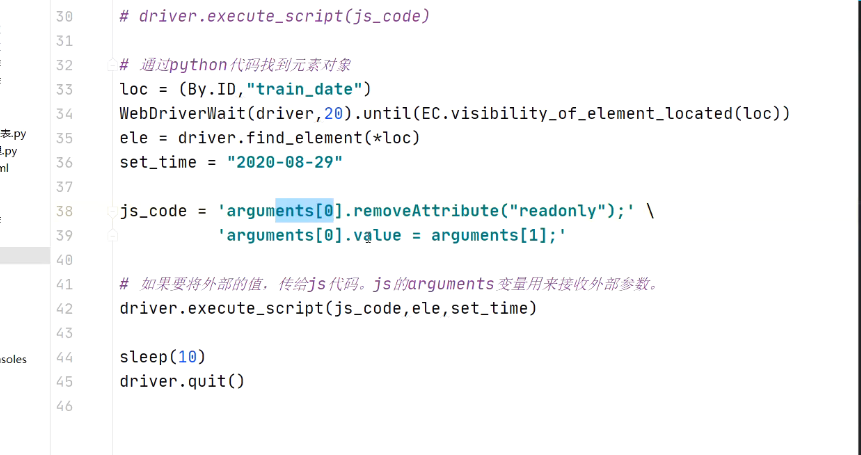 30 # driver.execute_script(js_code)
31
32 # 通过python代码找到元素对象
33 loc = (By.ID,"train_date")
34 WebDriverWait(driver,20).until(EC.visibility_of_element_located(loc))
表.py
35 ele = driver.find_element(*loc)
.py
36 set_time = "2020-08-29"
ml
37
38 js_code = 'arguments[0].removeAttribute("readonly");' \
39 'arguments[0].value = arguments[1];'
40
41 # 如果要将外部的值，传给js代码。js的arguments变量用来接收外部参数。
42 driver.execute_script(js_code,ele,set_time)
43
44 sleep(10)
nsoles
45 driver.quit()
46